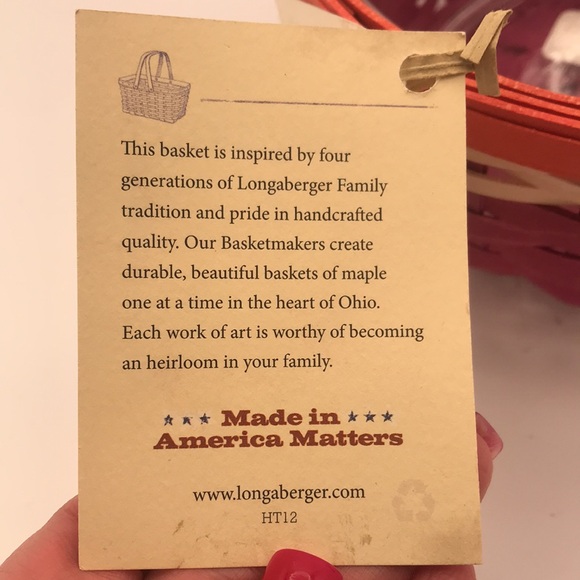 This basket is inspired by four
generations of Longaberger Family
tradition and pride in handcrafted
quality. Our Basketmakers create
durable, beautiful baskets of maple
one at a time in the heart of Ohio.
Each work of art is worthy of becoming
an heirloom in your family.
Made in
America Matters
www.longaberger.com
HT12